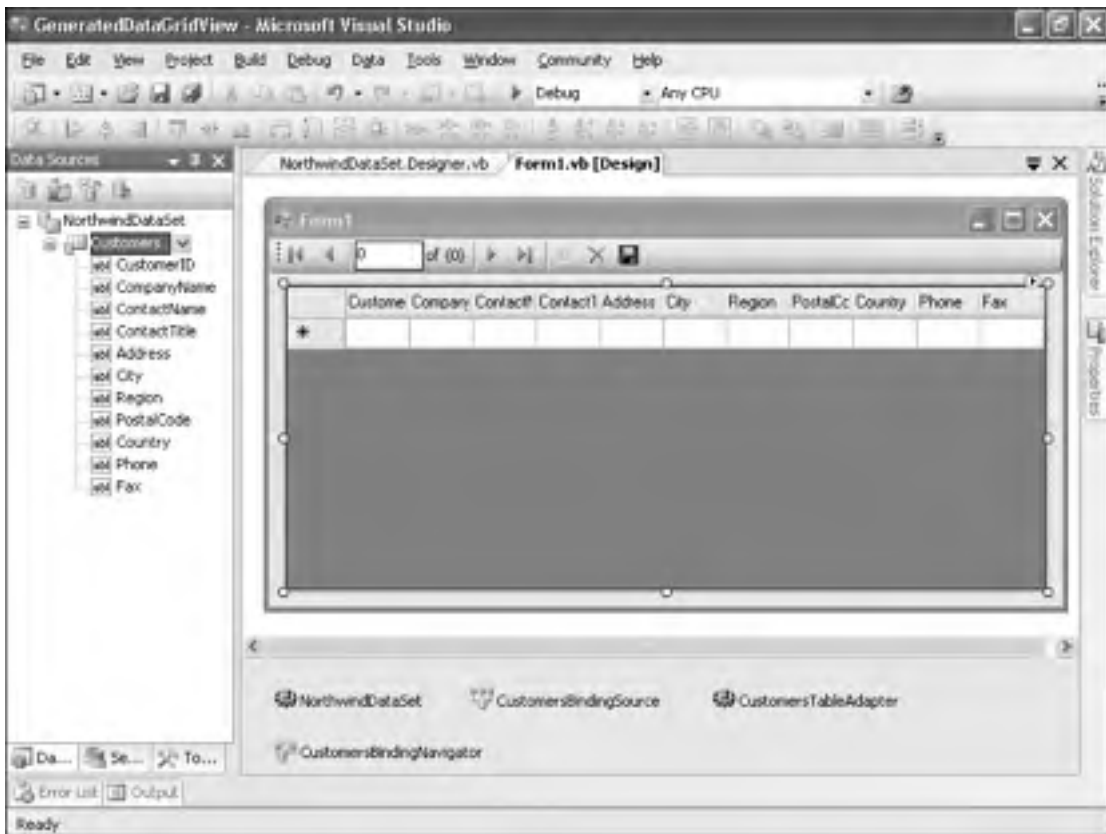 GeneratedDataGridView - Microsoft Visual Studio
File Edit View Project Build Debug Data Tools Window Community Help
Debug Any CPU
Data Sources
NorthwindDataSet.Designer.vb Form1.vb [Design]
NorthwindDataSet
Customers
CustomerID
CompanyName
ContactName
ContactTitle
Address
City
Region
PostalCode
Country
Phone
Fax
Form1
0 of (0)
Custome Company ContactN ContactT Address City Region PostalCc Country Phone Fax
NorthwindDataSet CustomersBindingSource CustomersTableAdapter
CustomersBindingNavigator
Solution Explorer
Properties
Da... Se... To...
Error List Output
Ready